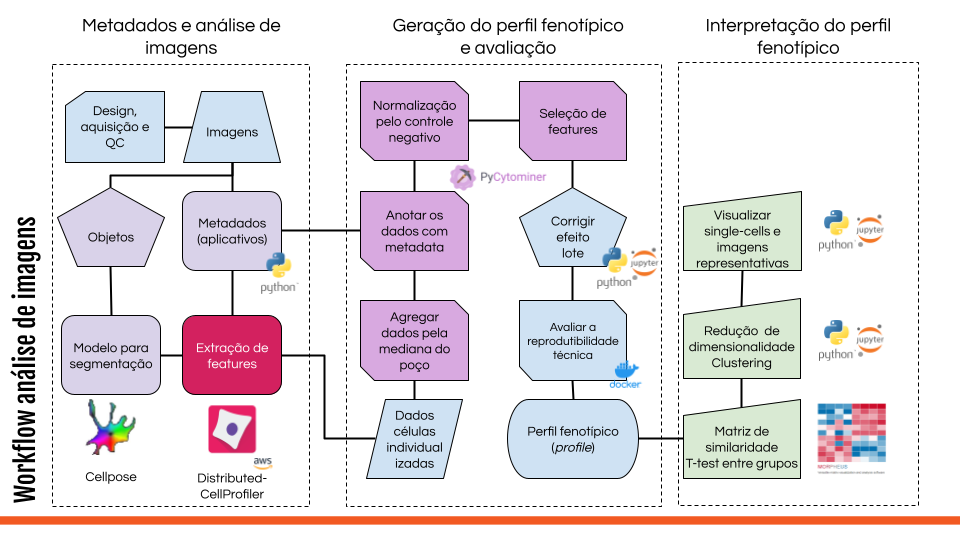 Workflow análise de imagens
Metadados e análise de
imagens
Design,
aquisição e
QC
Imagens
Objetos
Metadados
(aplicativos)
python
Modelo para
segmentação
Extração de
features
Cellpose
aws
Distributed-
CellProfiler
Geração do perfil fenotípico
e avaliação
Normalização
pelo controle
negativo
Seleção de
features
PyCytominer
Anotar os
dados com
metadata
Corrigir
efeito
lote
python
jupyter
Agregar
dados pela
mediana do
poço
Avaliar a
reprodutibilidade
técnica
docker
Dados
células
individual
izadas
Perfil fenotípico
(profile)
Interpretação do perfil
fenotípico
Visualizar
single-cells e
imagens
representativas
python
jupyter
Redução de
dimensionalidade
Clustering
python
jupyter
Matriz de
similaridade
T-test entre grupos
MORPHEUS